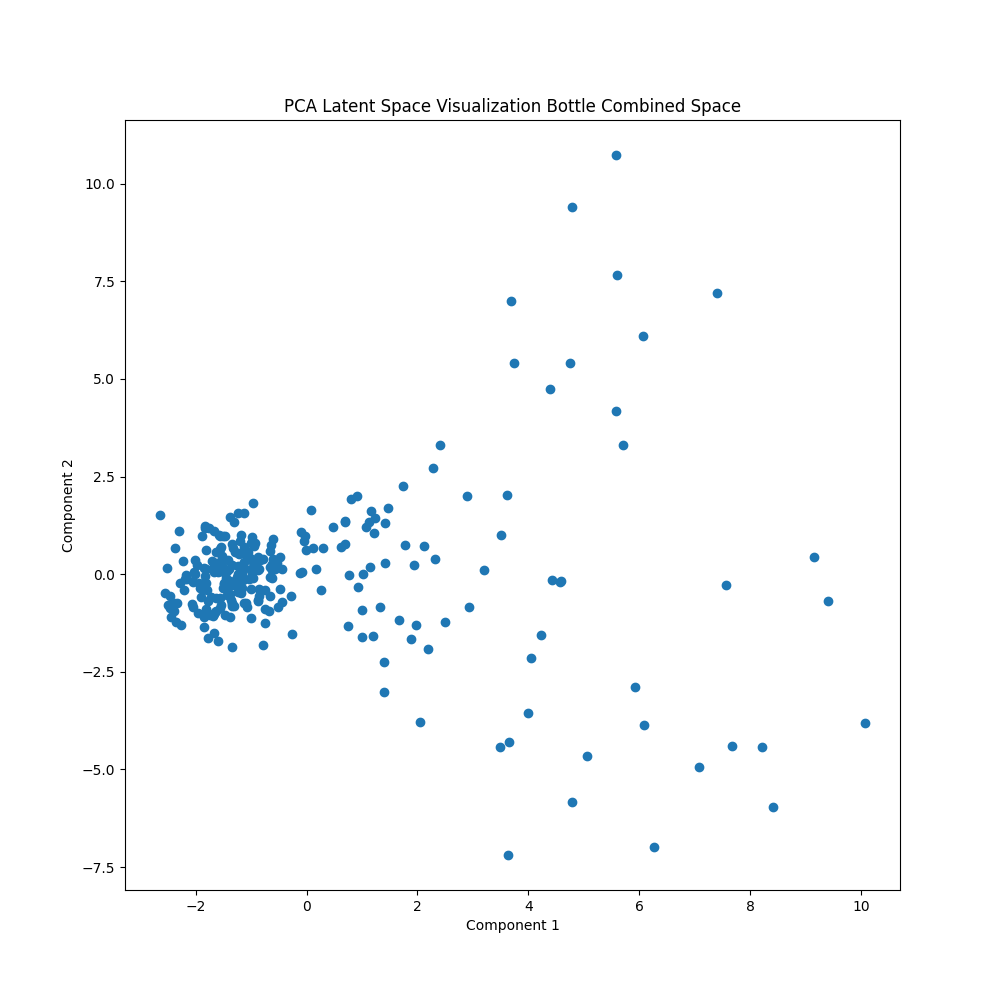 PCA Latent Space Visualization Bottle Combined Space
10.0
7.5
5.0
2.5
0.0
−2.5
−5.0
−7.5
Component 2
−2 0 2 4 6 8 10
Component 1